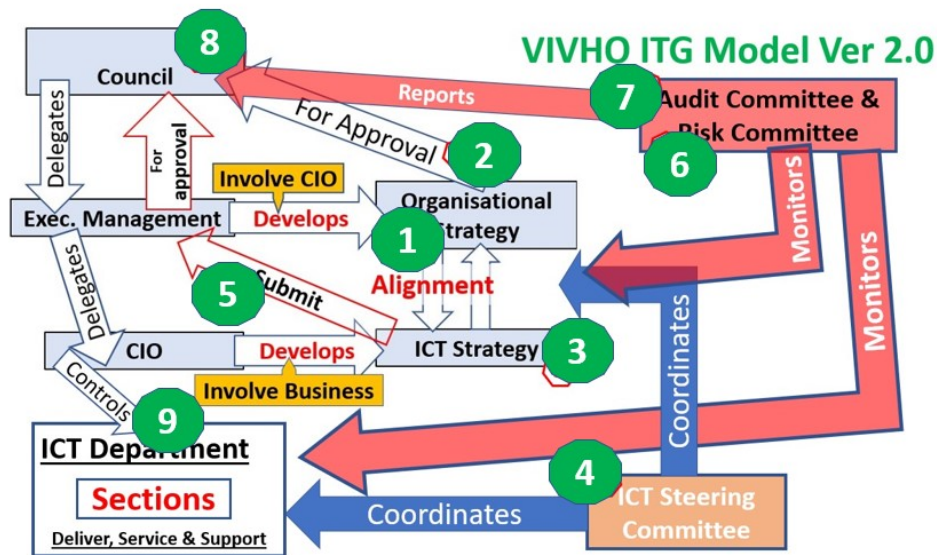 8
VIVHO ITG Model Ver 2.0
Council
Reports
7
Audit Committee &
Risk Committee
6
Delegates
For
approval
For Approval
2
Involve CIO
Exec. Management
Develops
Organisational
Strategy
1
Monitors
Monitors
Delegates
5
Submit
Alignment
CIO
Develops
ICT Strategy
3
Involve Business
Coordinates
Controls
9
ICT Department
Sections
Deliver, Service & Support
Coordinates
4
ICT Steering
Committee